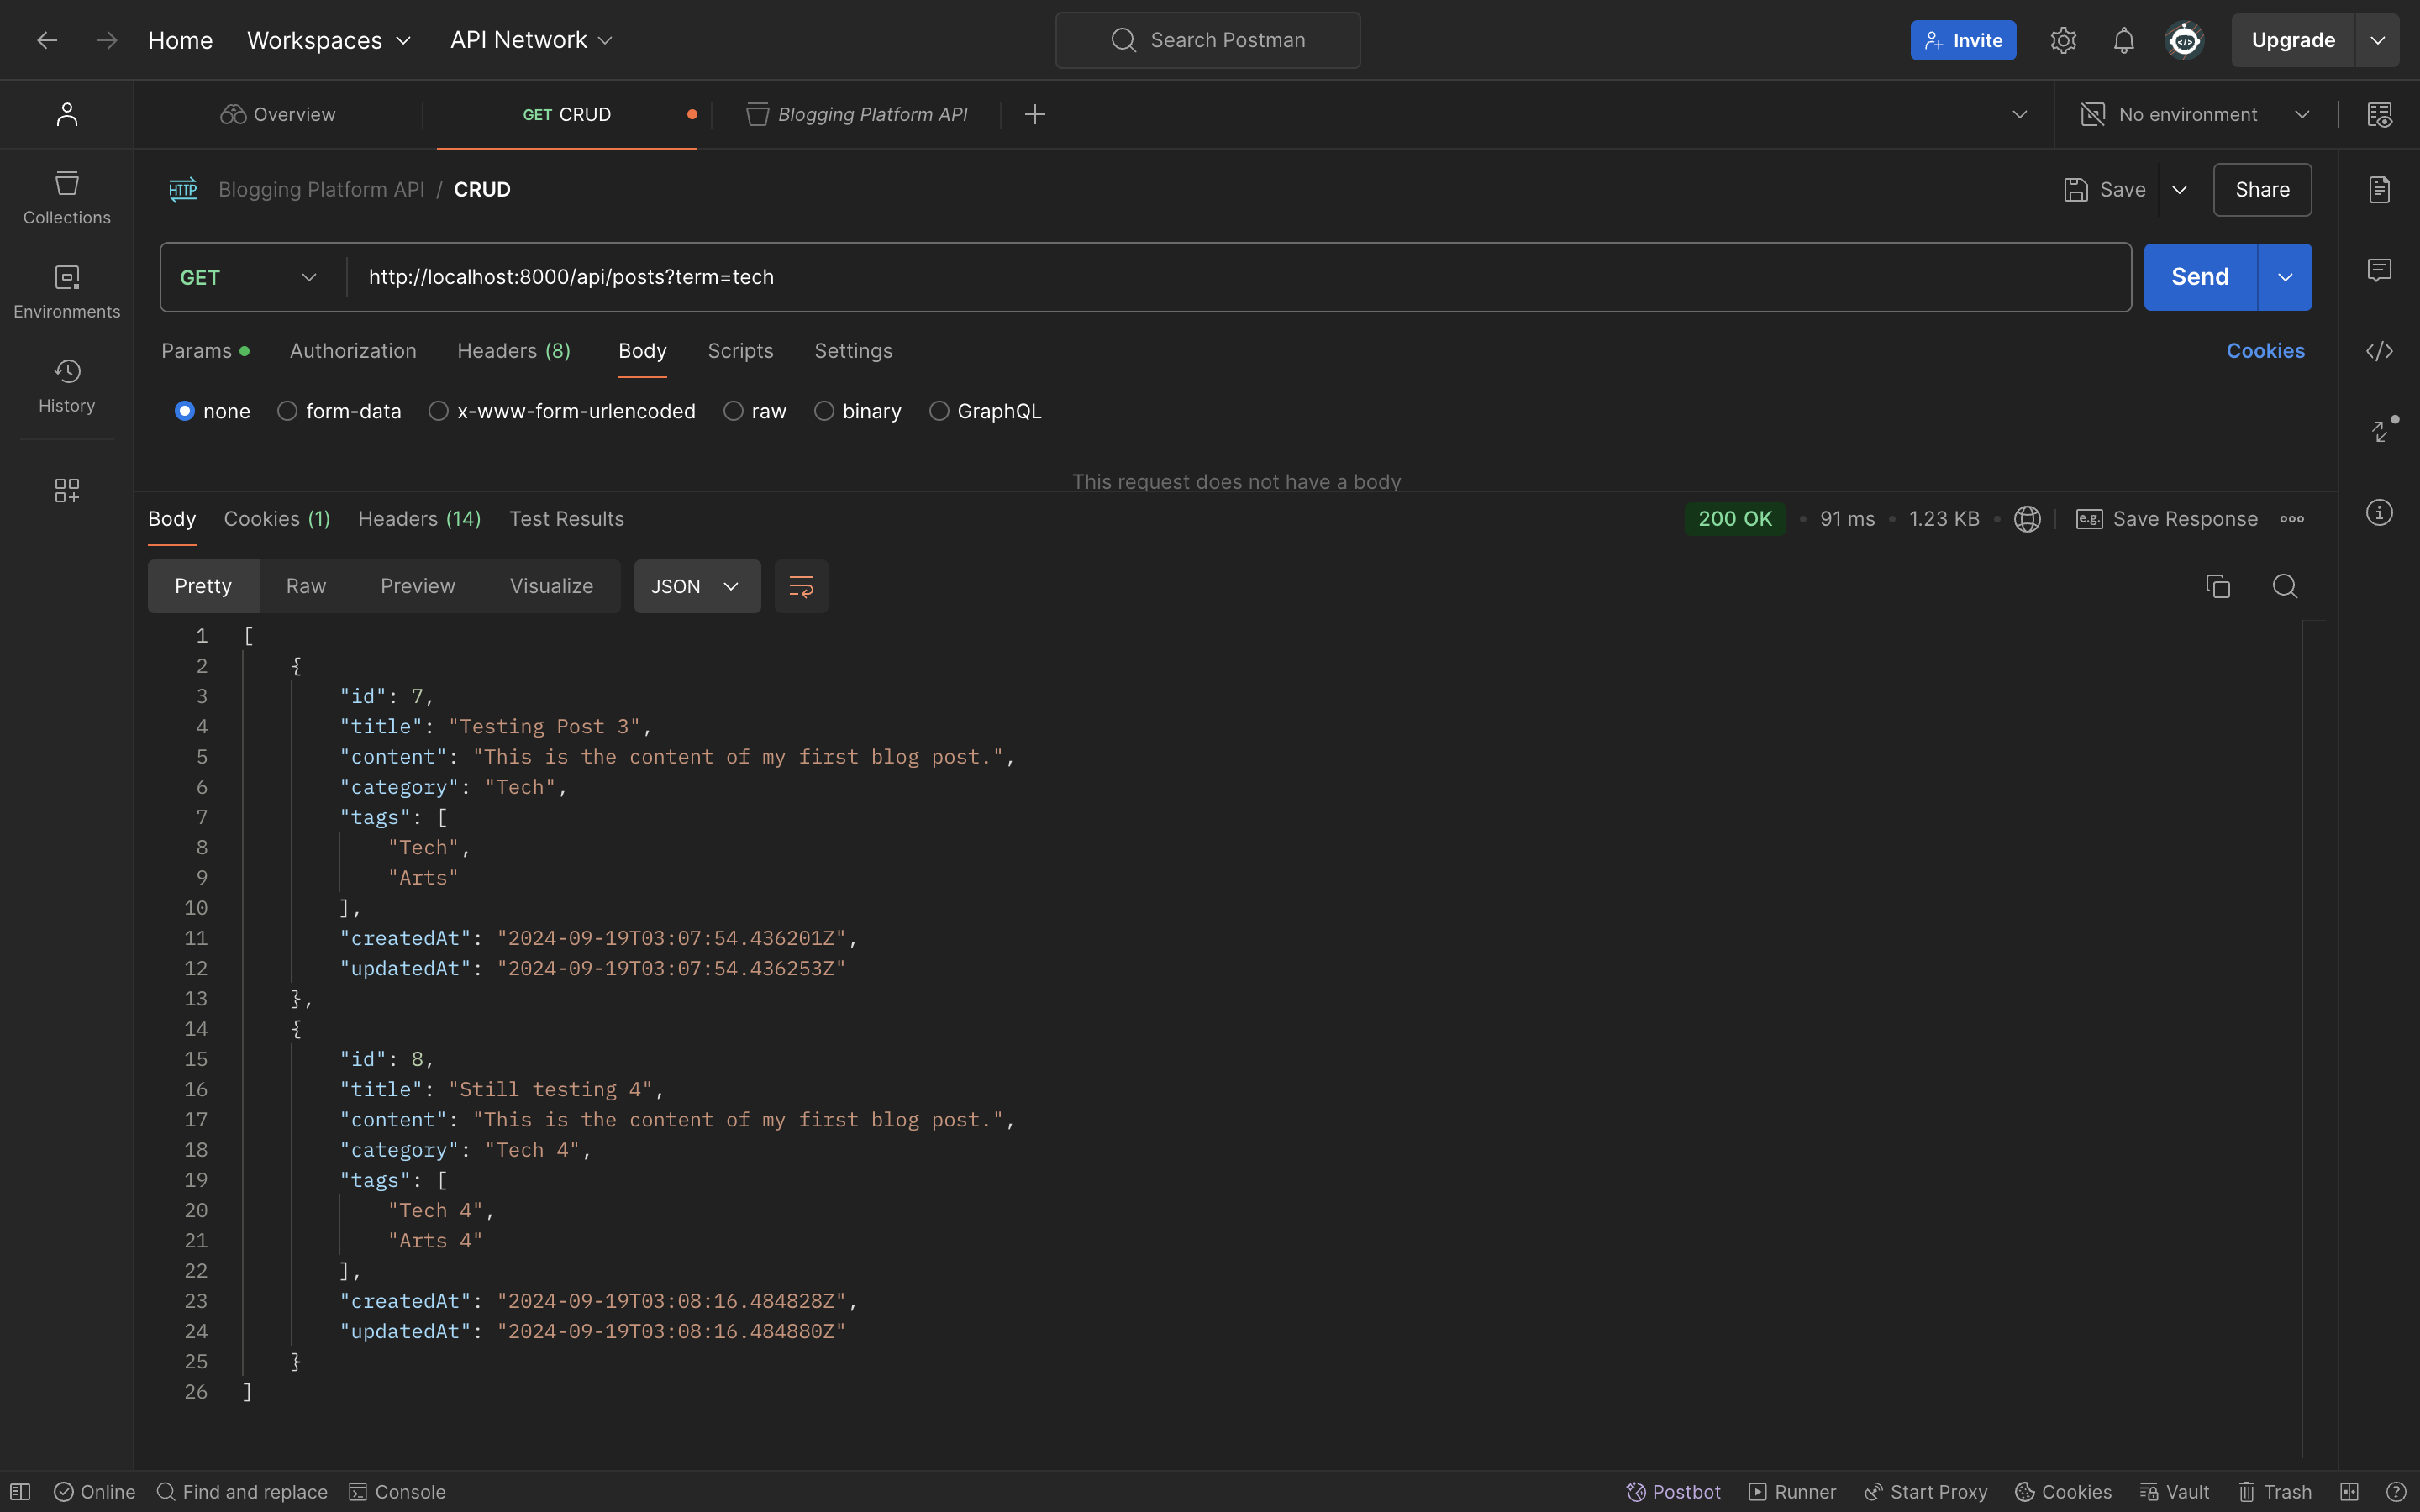 Home Workspaces API Network Search Postman Invite Upgrade
Overview GET CRUD Blogging Platform API No environment
HTTP Blogging Platform API / CRUD Save Share
Collections
Environments
History
GET http://localhost:8000/api/posts?term=tech Send
Params Authorization Headers (8) Body Scripts Settings Cookies
none form-data x-www-form-urlencoded raw binary GraphQL
This request does not have a body
Body Cookies (1) Headers (14) Test Results 200 OK 91 ms 1.23 KB e.g. Save Response
Pretty Raw Preview Visualize JSON
1 [
2 {
3 "id": 7,
4 "title": "Testing Post 3",
5 "content": "This is the content of my first blog post.",
6 "category": "Tech",
7 "tags": [
8 "Tech",
9 "Arts"
10 ],
11 "createdAt": "2024-09-19T03:07:54.436201Z",
12 "updatedAt": "2024-09-19T03:07:54.436253Z"
13 },
14 {
15 "id": 8,
16 "title": "Still testing 4",
17 "content": "This is the content of my first blog post.",
18 "category": "Tech 4",
19 "tags": [
20 "Tech 4",
21 "Arts 4"
22 ],
23 "createdAt": "2024-09-19T03:08:16.484828Z",
24 "updatedAt": "2024-09-19T03:08:16.484880Z"
25 }
26 ]
Online Find and replace Console Postbot Runner Start Proxy Cookies Vault Trash